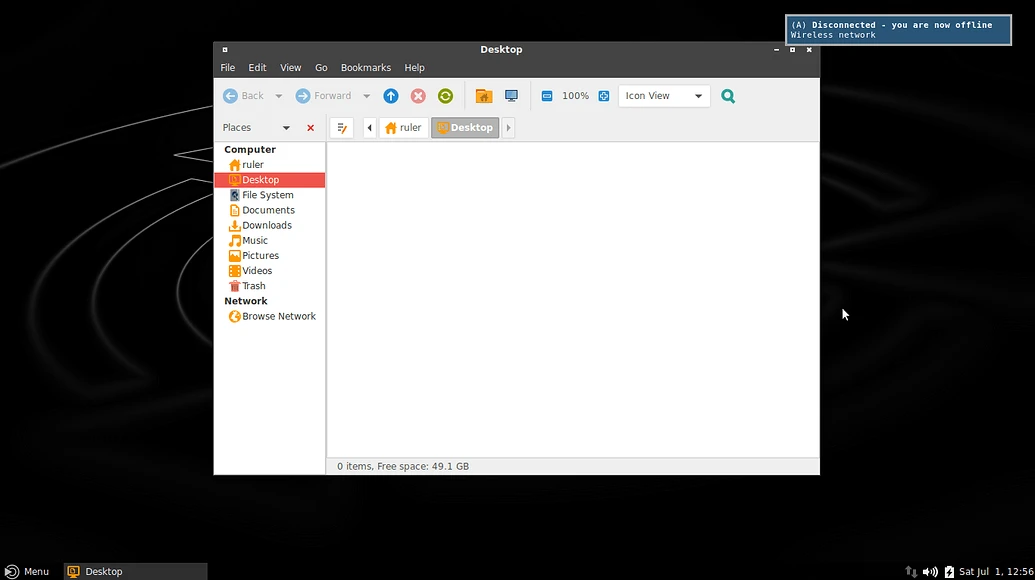 (A) Disconnected - you are now offline
Wireless network
Desktop
File Edit View Go Bookmarks Help
Back Forward 100% Icon View
Places ruler Desktop
Computer
ruler
Desktop
File System
Documents
Downloads
Music
Pictures
Videos
Trash
Network
Browse Network
0 items, Free space: 49.1 GB
Menu Desktop Sat Jul 1, 12:56